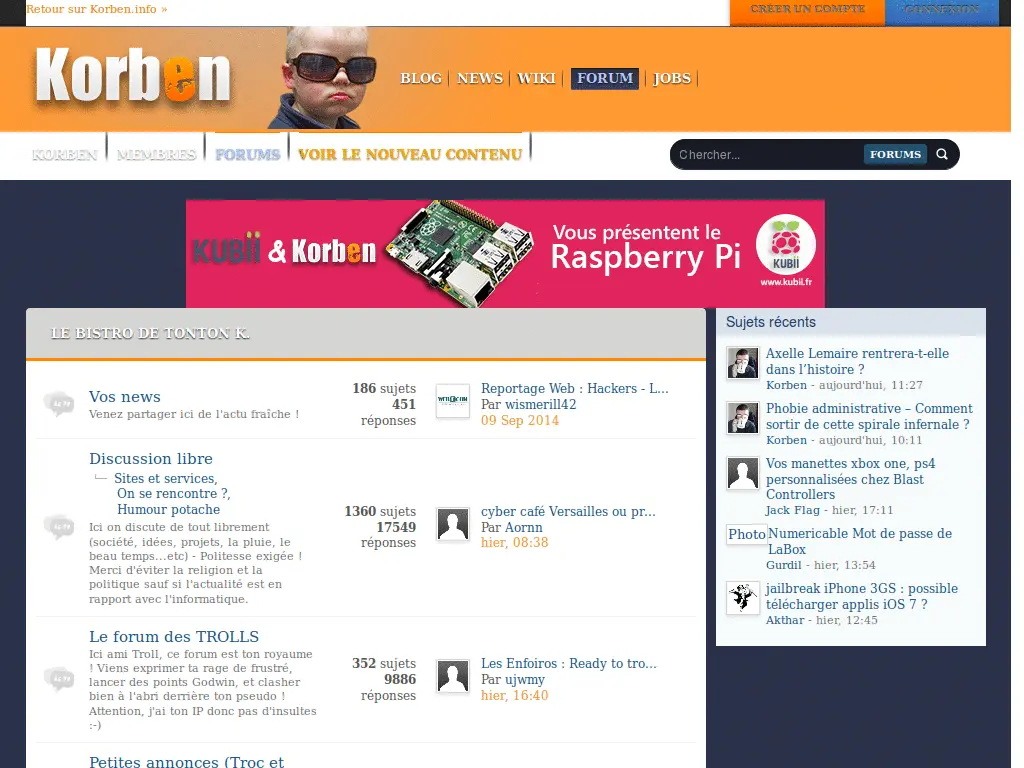 Retour sur Korben.info »
CRÉER UN COMPTE
CONNEXION
Korben
BLOG
NEWS
WIKI
FORUM
JOBS
KORBEN
MEMBRES
FORUMS
VOIR LE NOUVEAU CONTENU
Chercher...
FORUMS
KUBii & Korben
Vous présentent le
Raspberry Pi
KUBii
www.kubii.fr
LE BISTRO DE TONTON K.
Vos news
Venez partager ici de l'actu fraîche !
186 sujets
451
réponses
Reportage Web : Hackers - L...
Par wismerill42
09 Sep 2014
Discussion libre
Sites et services,
On se rencontre ?,
Humour potache
Ici on discute de tout librement
(société, idées, projets, la pluie, le
beau temps...etc) - Politesse exigée !
Merci d'éviter la religion et la
politique sauf si l'actualité est en
rapport avec l'informatique.
1360 sujets
17549
réponses
cyber café Versailles ou pr...
Par Aornn
hier, 08:38
Le forum des TROLLS
Ici ami Troll, ce forum est ton royaume
! Viens exprimer ta rage de frustré,
lancer des points Godwin, et clasher
bien à l'abri derrière ton pseudo !
Attention, j'ai ton IP donc pas d'insultes
:-)
352 sujets
9886
réponses
Les Enfoiros : Ready to tro...
Par ujwmy
hier, 16:40
Petites annonces (Troc et
Sujets récents
Axelle Lemaire rentrera-t-elle
dans l’histoire ?
Korben - aujourd'hui, 11:27
Phobie administrative – Comment
sortir de cette spirale infernale ?
Korben - aujourd'hui, 10:11
Vos manettes xbox one, ps4
personnalisées chez Blast
Controllers
Jack Flag - hier, 17:11
Photo
Numericable Mot de passe de
LaBox
Gurdil - hier, 13:54
jailbreak iPhone 3GS : possible
télécharger applis iOS 7 ?
Akthar - hier, 12:45